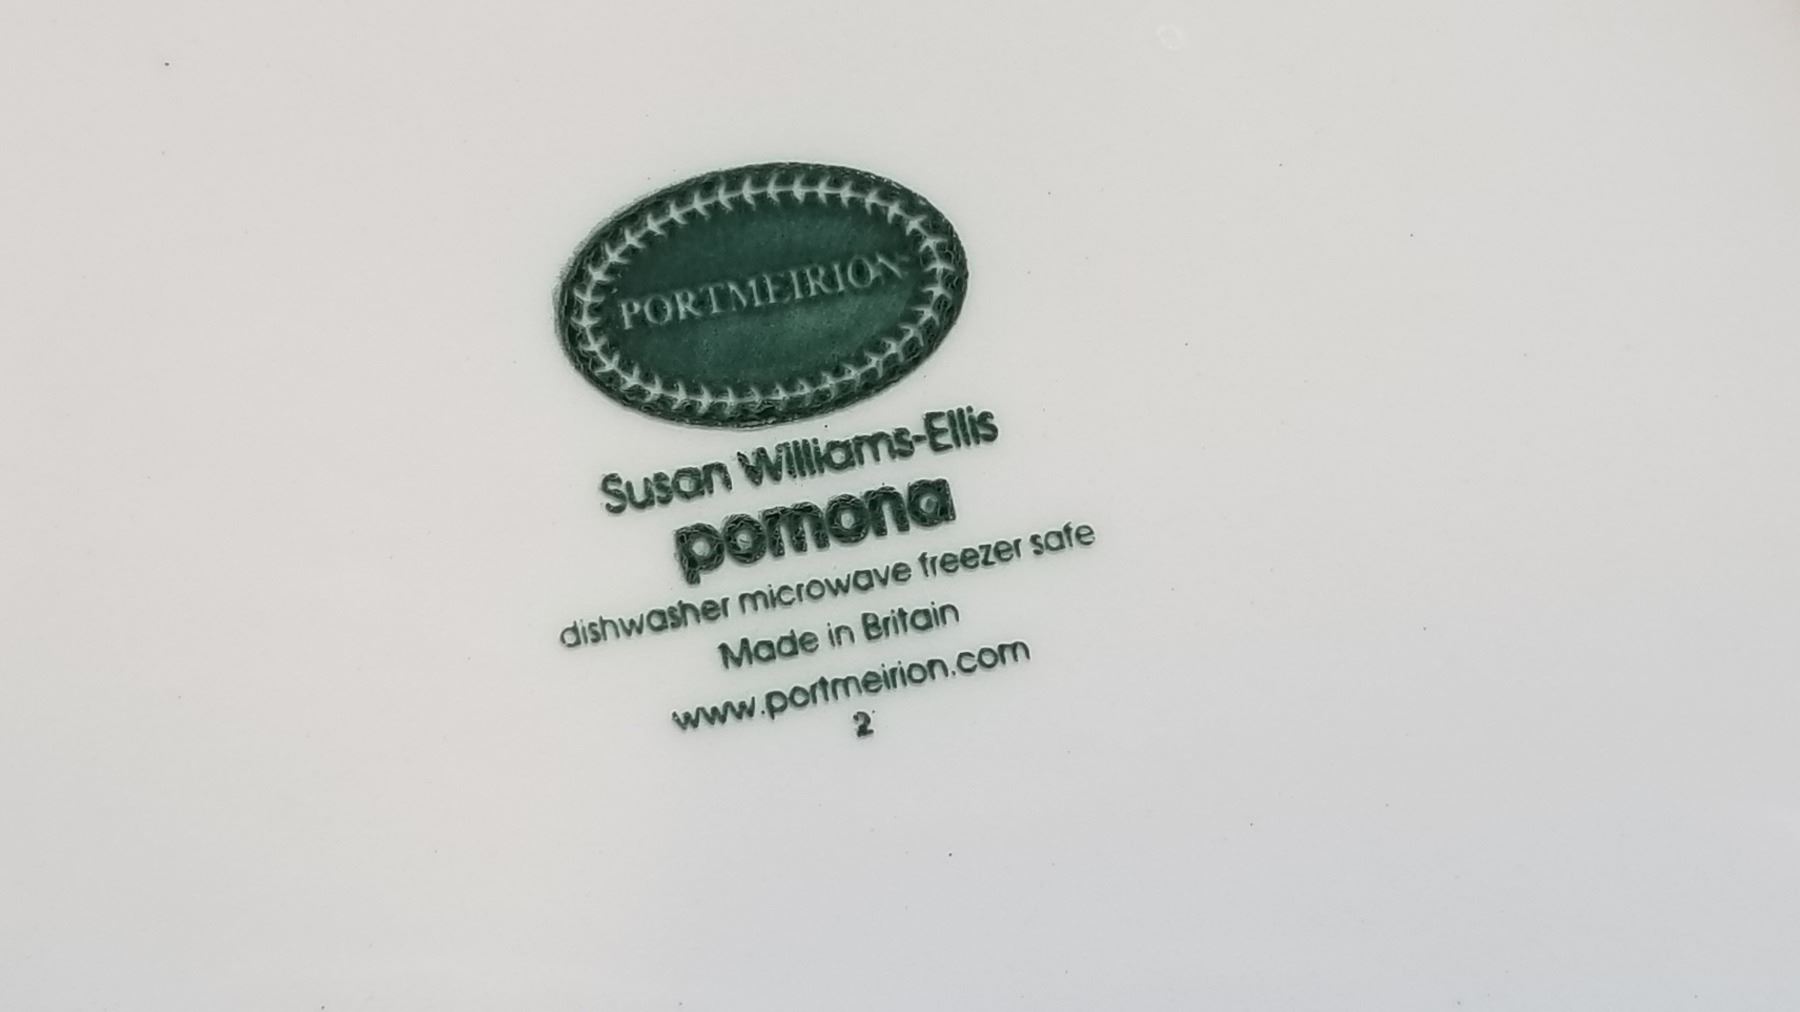 PORTMEIRION
Susan Williams-Ellis
pomona
dishwasher microwave freezer safe
Made in Britain
www.portmeirion.com
2